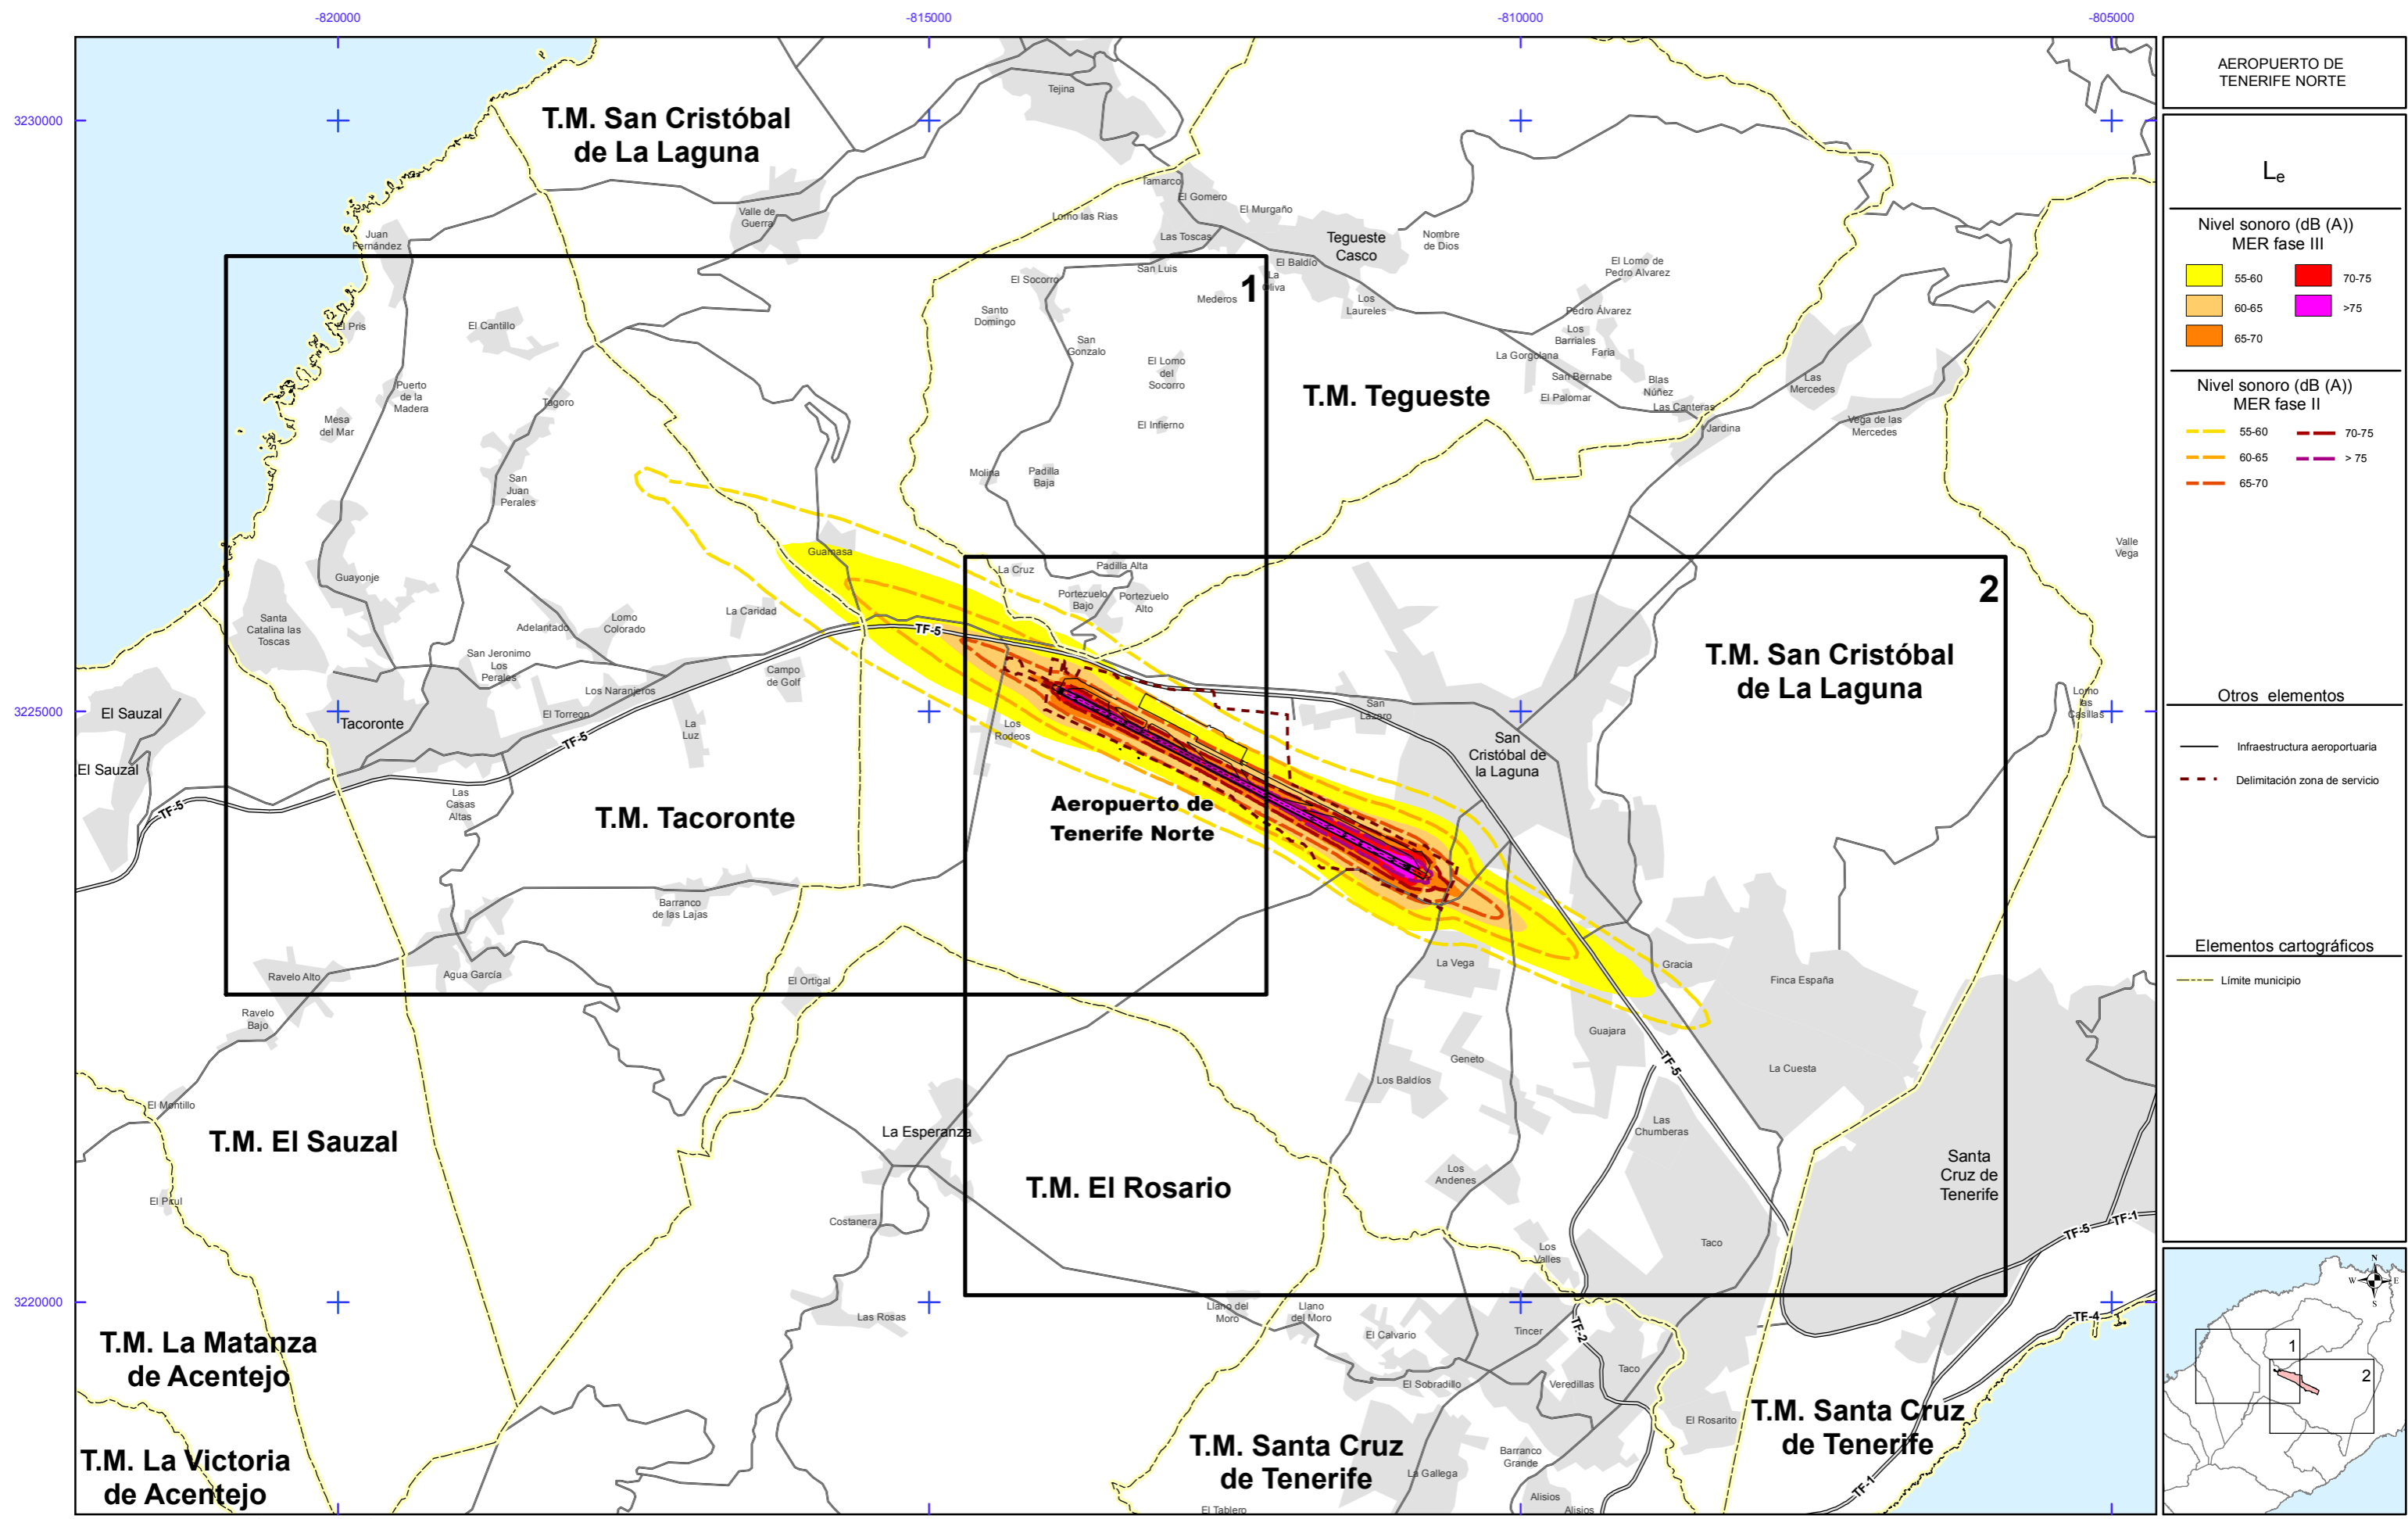 -820000
-815000
-810000
-805000
3230000
3225000
3220000
T.M. San Cristóbal
de La Laguna
Tejina
Valle de
Guerra
Juan
Fernández
Tamarco
El Gomero
Lomo las Rias
El Murgaño
Las Toscas
Tegueste
Casco
Nombre
de Dios
El Baldío
San Luis
La
Oliva
El Lomo de
Pedro Alvarez
1
El Socorro
Mederos
Los
Laureles
Santo
Domingo
Pedro Álvarez
El Pris
El Cantillo
San
Gonzalo
Los
Barriales
Faria
La Gorgolana
El Lomo
del
Socorro
San Bernabe
Blas
Núñez
Las
Mercedes
Puerto
de la
Madera
T.M. Tegueste
El Palomar
Las Canteras
Tagoro
Mesa
del Mar
El Infierno
Jardina
Vega de las
Mercedes
Molina
Padilla
Baja
San
Juan
Perales
Valle
Vega
Guamasa
La Cruz
Padilla Alta
Guayonje
Portezuelo
Bajo
Portezuelo
Alto
2
Santa
Catalina las
Toscas
La Caridad
Lomo
Colorado
Adelantado
TF-5
San Jeronimo
Los
Perales
T.M. San Cristóbal
de La Laguna
Campo
de Golf
Los Naranjeros
Lomo
las
Casillas
El Sauzal
Tacoronte
El Torreon
La
Luz
Los
Rodeos
San
Lazaro
TF-5
San
Cristóbal de
la Laguna
El Sauzal
TF-5
Las
Casas
Altas
T.M. Tacoronte
Aeropuerto de
Tenerife Norte
Barranco
de las Lajas
Ravelo Alto
Agua García
El Ortigal
La Vega
Gracia
Finca España
Ravelo
Bajo
Guajara
Geneto
TF-5
La Cuesta
Los Baldíos
El Montillo
La Esperanza
Las
Chumberas
T.M. El Sauzal
Santa
Cruz de
Tenerife
Los
Andenes
T.M. El Rosario
El Pirul
Costanera
TF-5
TF-1
Los
Valles
Taco
Las Rosas
Llano del
Moro
Llano
del Moro
El Calvario
Tincer
TF-2
TF-4
T.M. La Matanza
de Acentejo
Taco
El Sobradillo
Veredillas
El Rosarito
T.M. Santa Cruz
de Tenerife
T.M. Santa Cruz
de Tenerife
T.M. La Victoria
de Acentejo
Barranco
Grande
La Gallega
TF-1
Alisios
Alisios
El Tablero
AEROPUERTO DE
TENERIFE NORTE
Le
Nivel sonoro (dB (A))
MER fase III
55-60
70-75
60-65
>75
65-70
Nivel sonoro (dB (A))
MER fase II
55-60
70-75
60-65
> 75
65-70
Otros elementos
Infraestructura aeroportuaria
Delimitación zona de servicio
Elementos cartográficos
Límite municipio
N
W
E
S
1
2